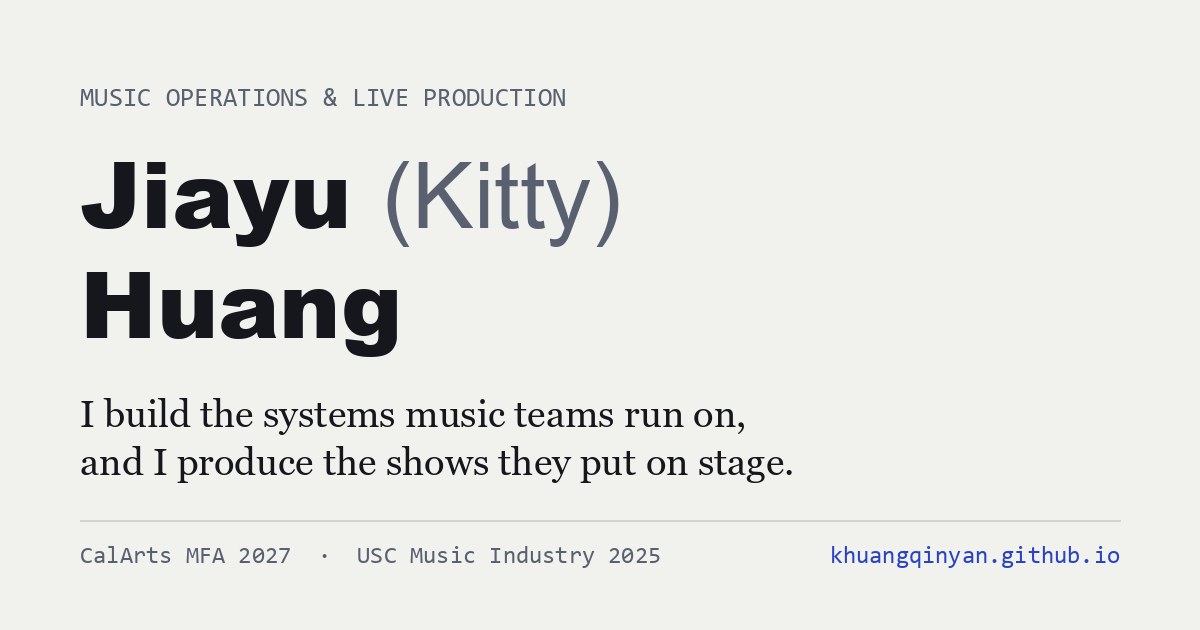 MUSIC OPERATIONS & LIVE PRODUCTION
Jiayu (Kitty)
Huang
I build the systems music teams run on,
and I produce the shows they put on stage.
CalArts MFA 2027 · USC Music Industry 2025
khuangqinyan.github.io